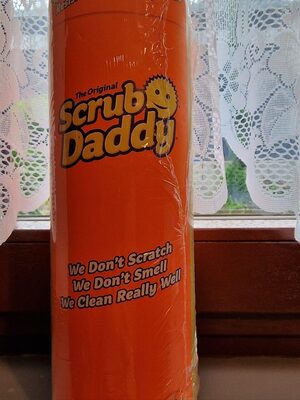 The Original
Scrub
Daddy
We Don't Scratch
We Don't Smell
We Clean Really Well